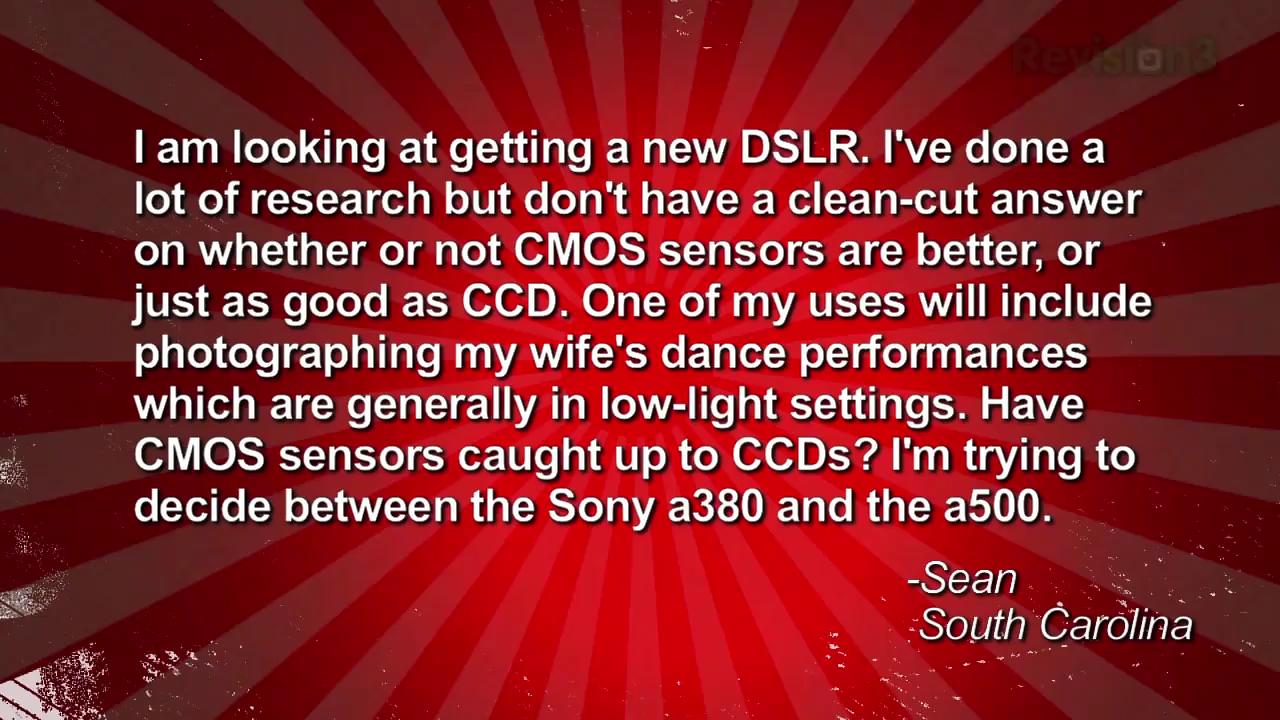 Revision3
I am looking at getting a new DSLR. I've done a
lot of research but don't have a clean-cut answer
on whether or not CMOS sensors are better, or
just as good as CCD. One of my uses will include
photographing my wife's dance performances
which are generally in low-light settings. Have
CMOS sensors caught up to CCDs? I'm trying to
decide between the Sony a380 and the a500.
-Sean
South Carolina